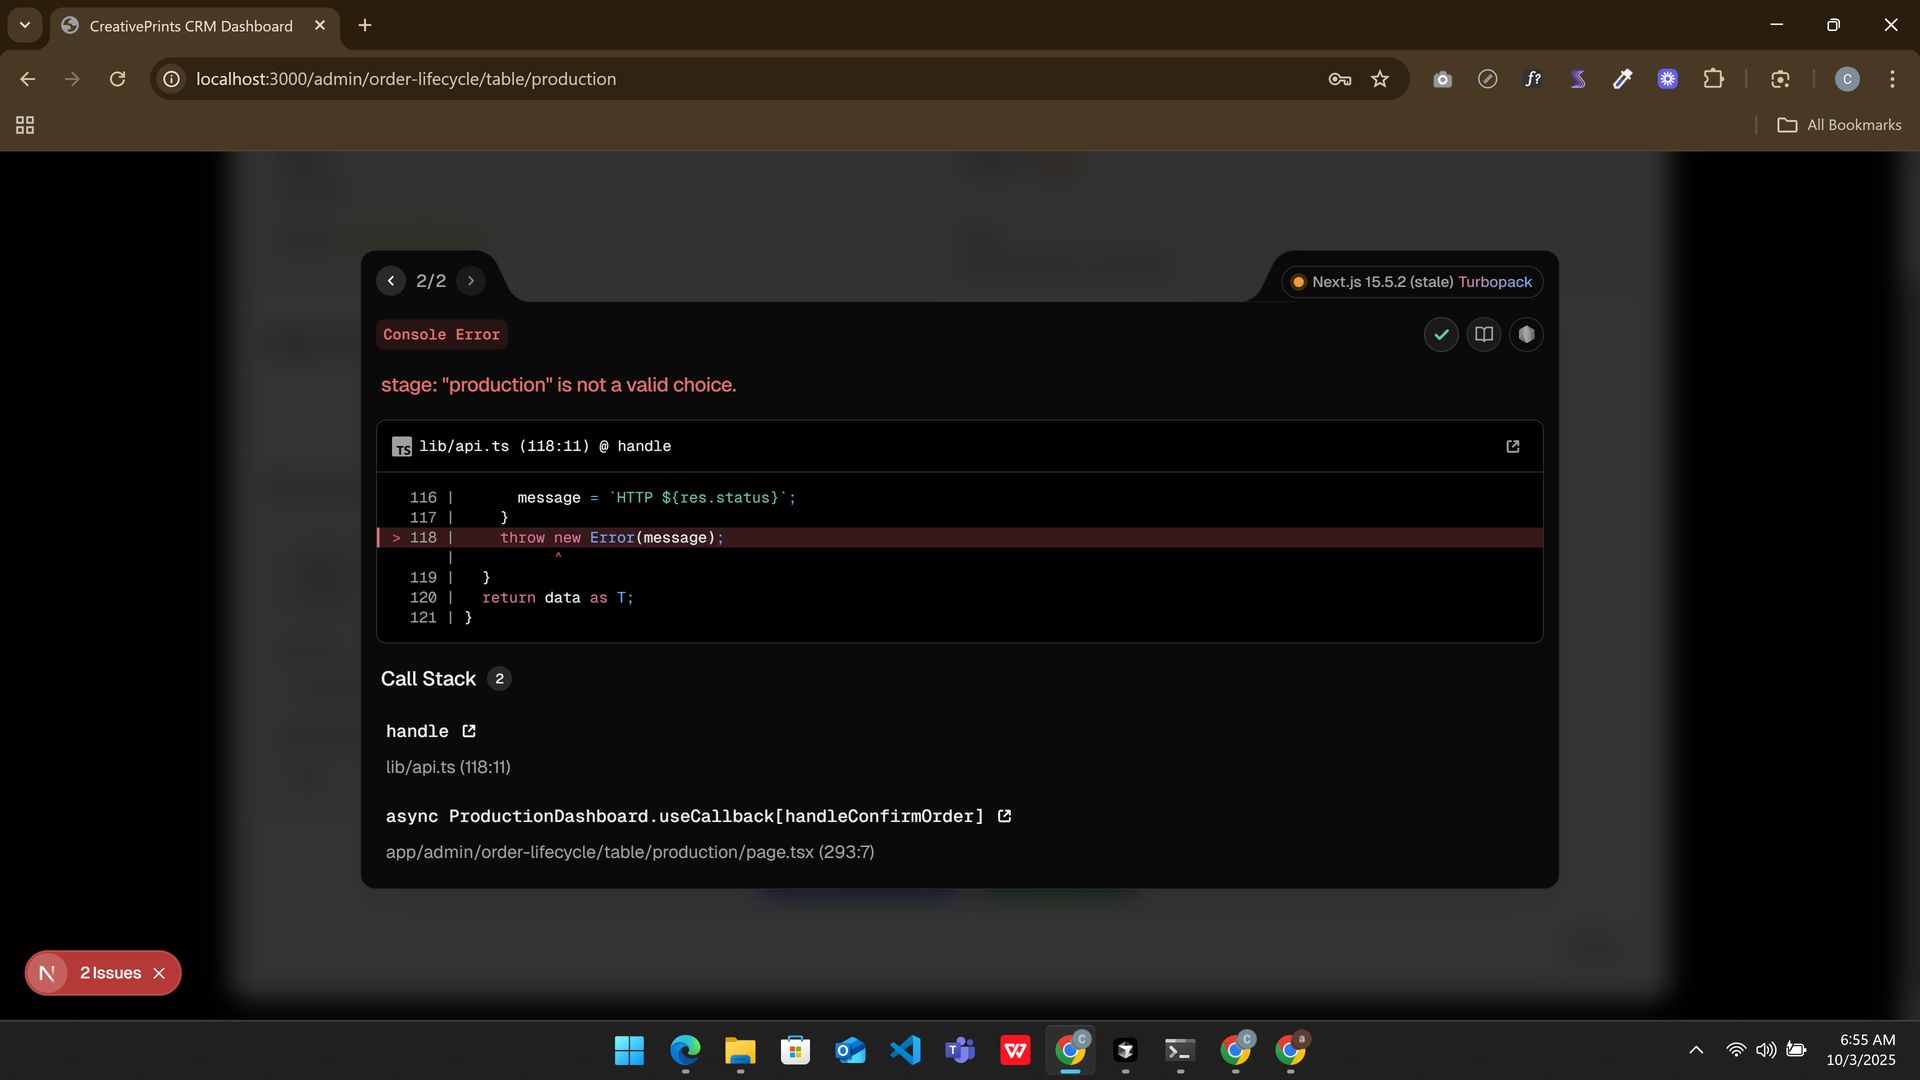 CreativePrints CRM Dashboard
localhost:3000/admin/order-lifecycle/table/production
f?
C
All Bookmarks
2/2
Next.js 15.5.2 (stale) Turbopack
Console Error
stage: "production" is not a valid choice.
TS lib/api.ts (118:11) @ handle
116 | message = `HTTP ${res.status}`;
117 | }
> 118 | throw new Error(message);
| ^
119 | }
120 | return data as T;
121 | }
Call Stack 2
handle
lib/api.ts (118:11)
async ProductionDashboard.useCallback[handleConfirmOrder]
app/admin/order-lifecycle/table/production/page.tsx (293:7)
N 2 Issues
C C a
6:55 AM
10/3/2025